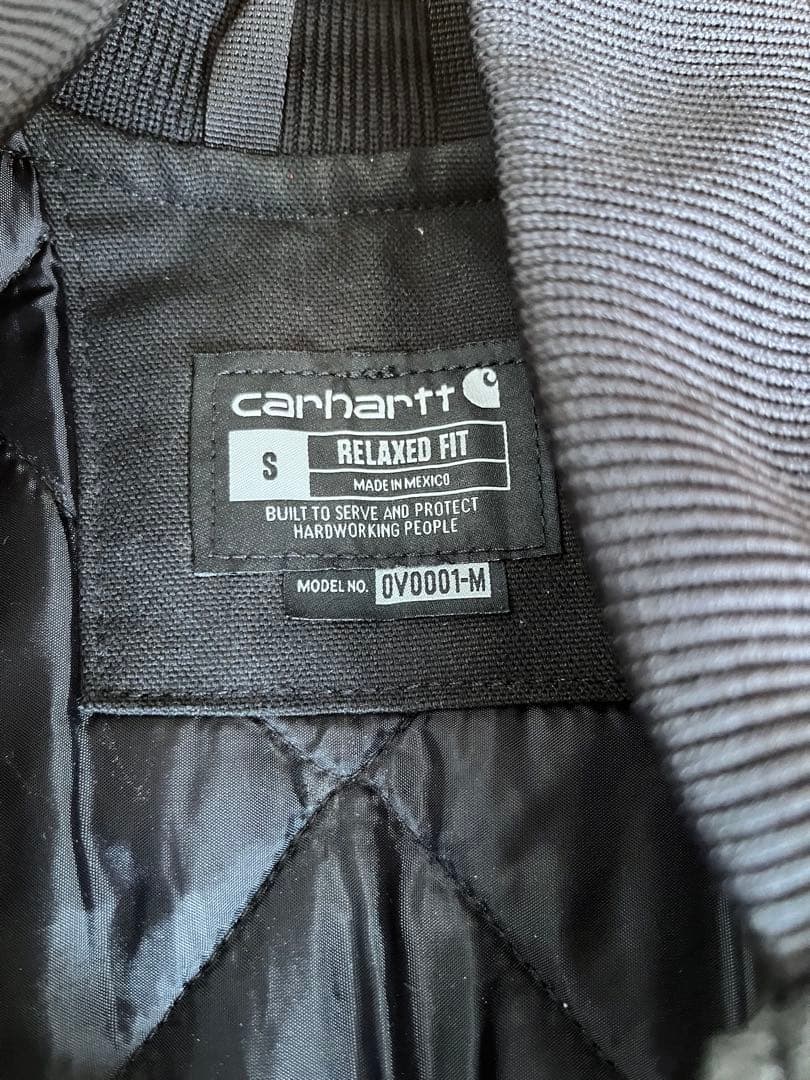 carhartt
S RELAXED FIT
MADE IN MEXICO
BUILT TO SERVE AND PROTECT
HARDWORKING PEOPLE
MODEL NO. 0V0001-M